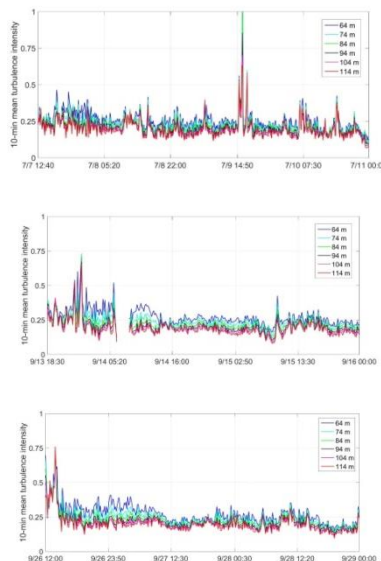 10-min mean turbulence intensity
1
0.75
0.5
0.25
0
64 m
74 m
84 m
94 m
104 m
114 m
7/7 12:40 7/8 05:20 7/8 22:00 7/9 14:50 7/10 07:30 7/11 00:0
10-min mean turbulence intensity
1
0.75
0.5
0.25
0
64 m
74 m
84 m
94 m
104 m
114 m
9/13 18:30 9/14 05:20 9/14 16:00 9/15 02:50 9/15 13:30 9/16 00:00
10-min mean turbulence intensity
1
0.75
0.5
0.25
0
64 m
74 m
84 m
94 m
104 m
114 m
9/26 12:00 9/26 23:50 9/27 12:30 9/28 00:30 9/28 12:20 9/29 00:00